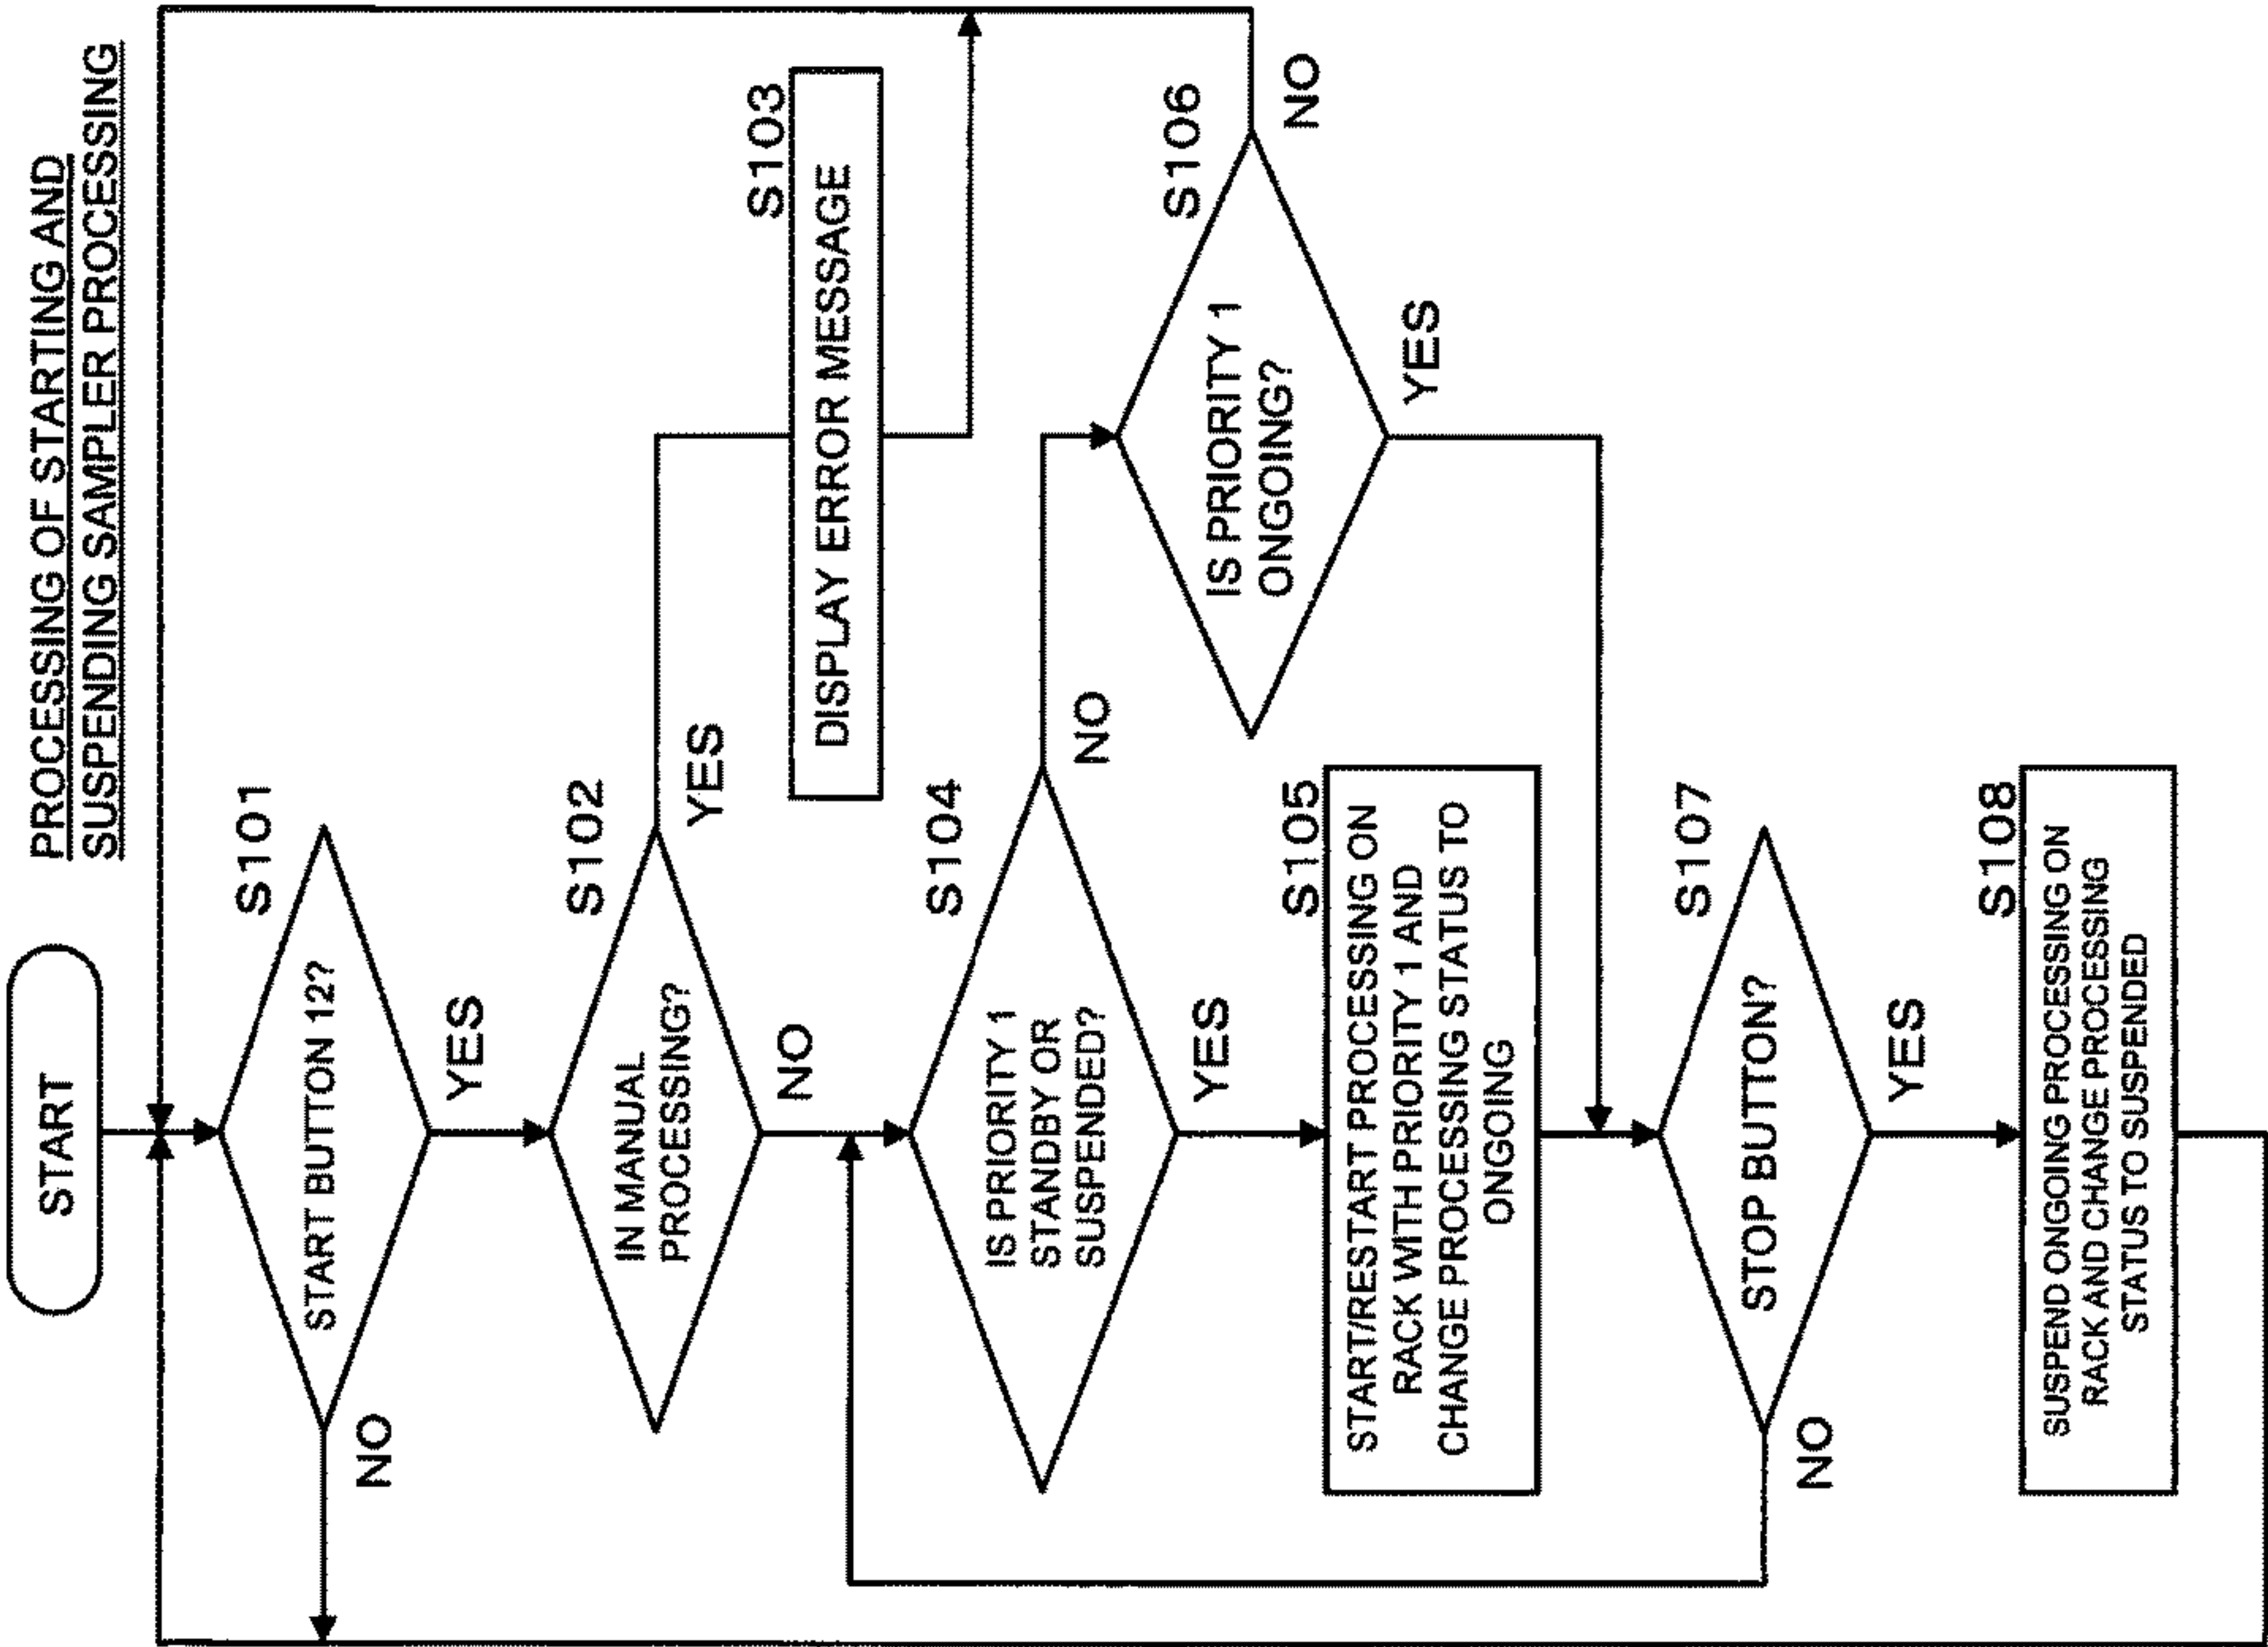 PROCESSING OF STARTING AND
SUSPENDING SAMPLER PROCESSING
START
S101
START BUTTON 12?
NO
YES
S102
IN MANUAL
PROCESSING?
YES
NO
S103
DISPLAY ERROR MESSAGE
S104
IS PRIORITY 1
STANDBY OR
SUSPENDED?
NO
YES
S106
IS PRIORITY 1
ONGOING?
NO
YES
S105
START/RESTART PROCESSING ON
RACK WITH PRIORITY 1 AND
CHANGE PROCESSING STATUS TO
ONGOING
S107
STOP BUTTON?
NO
YES
S108
SUSPEND ONGOING PROCESSING ON
RACK AND CHANGE PROCESSING
STATUS TO SUSPENDED